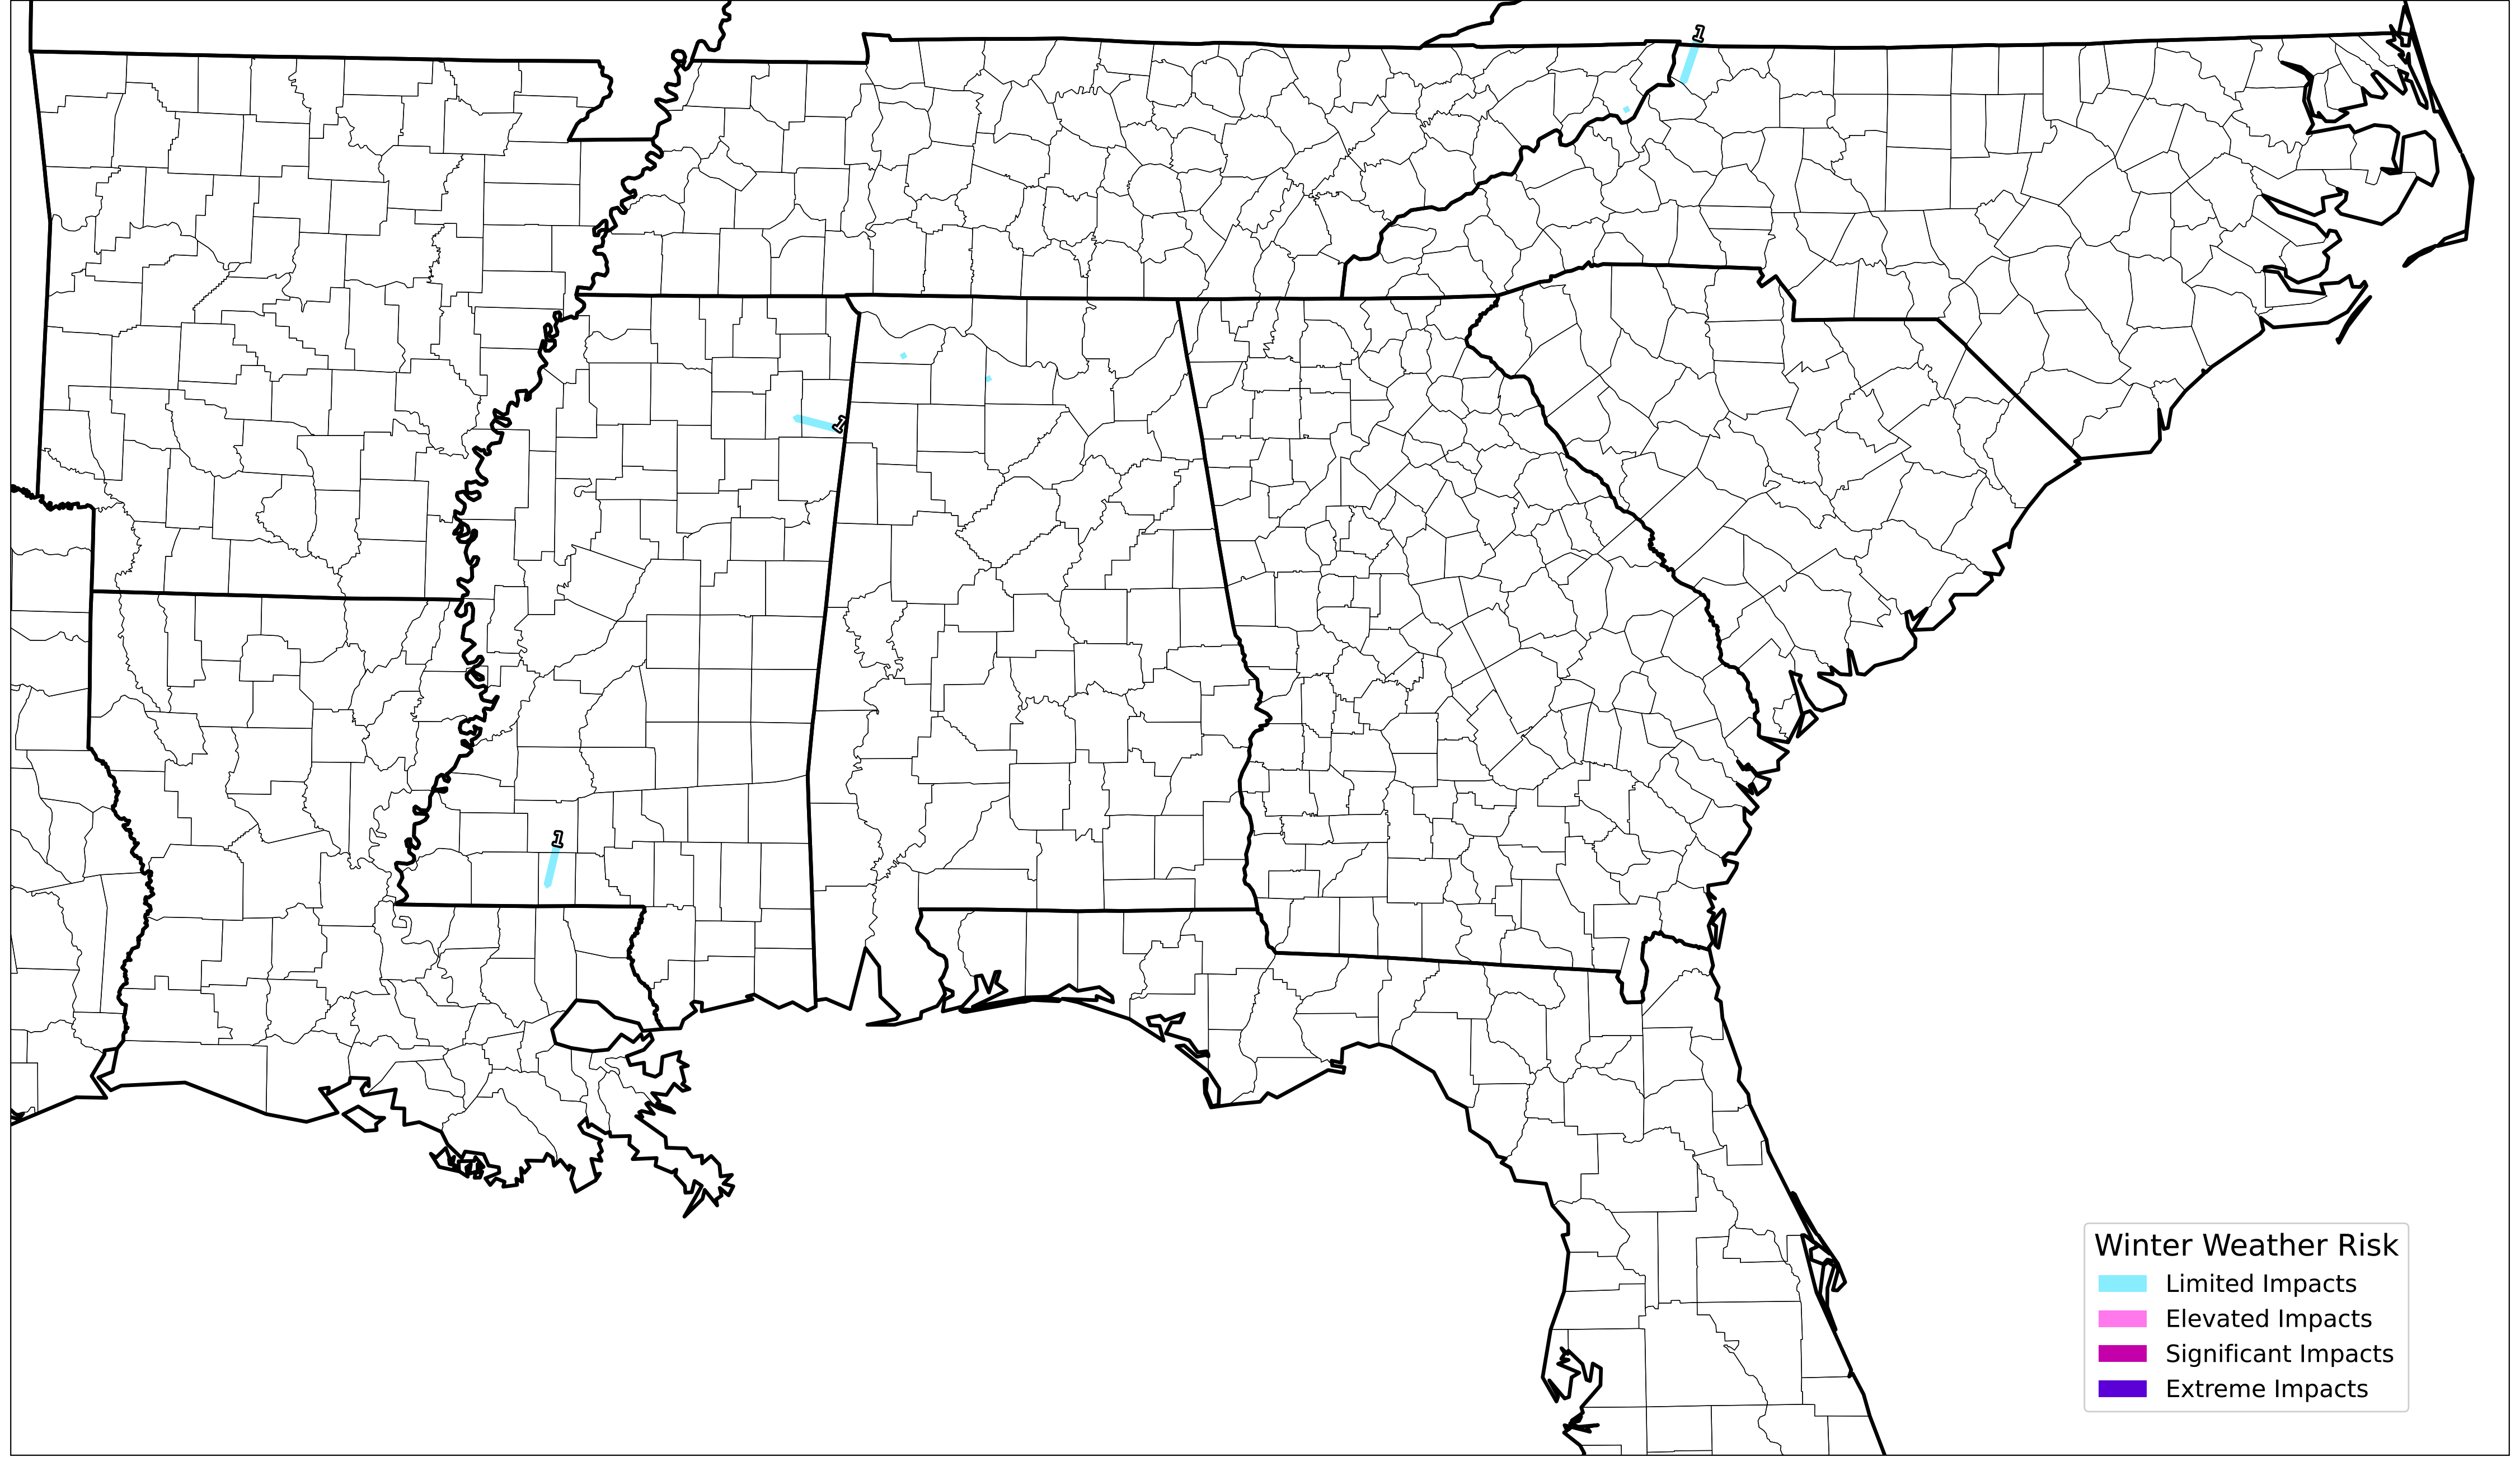 1
1
1
Winter Weather Risk
Limited Impacts
Elevated Impacts
Significant Impacts
Extreme Impacts